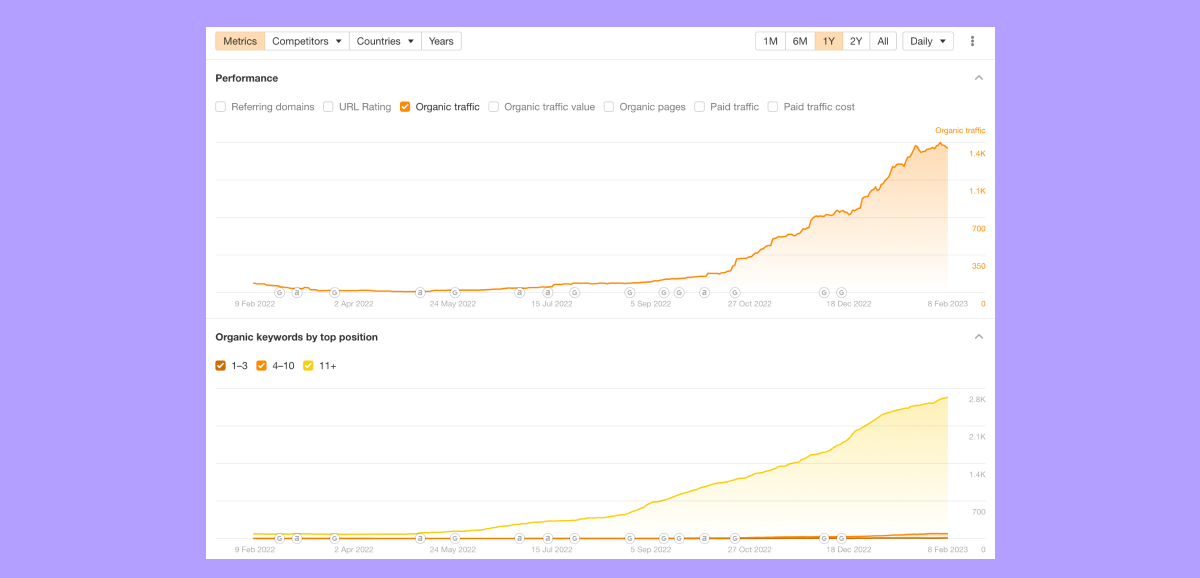 Metrics Competitors Countries Years 1M 6M 1Y 2Y All Daily
Performance
Referring domains URL Rating Organic traffic Organic traffic value Organic pages Paid traffic Paid traffic cost
Organic traffic
1.4K
1.1K
700
350
G a G a G a a G G G G a G G G
9 Feb 2022 2 Apr 2022 24 May 2022 15 Jul 2022 5 Sep 2022 27 Oct 2022 18 Dec 2022 8 Feb 2023 0
Organic keywords by top position
1–3 4–10 11+
2.8K
2.1K
1.4K
700
G a G a G a a G G G G a G G G
9 Feb 2022 2 Apr 2022 24 May 2022 15 Jul 2022 5 Sep 2022 27 Oct 2022 18 Dec 2022 8 Feb 2023 0